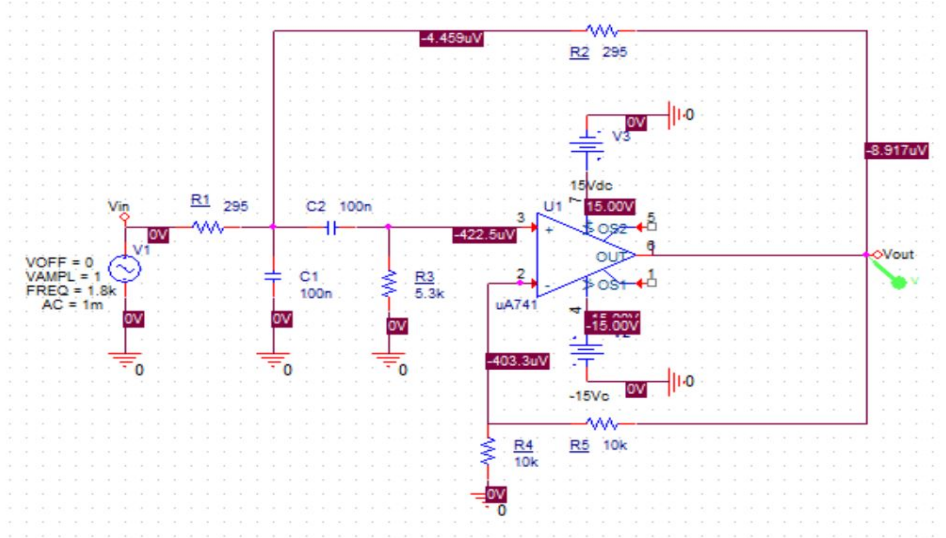 -4.459uV
R2 295
0V
0
V3
-8.917uV
15Vdc
7
15.00V
Vin
R1 295
C2 100n
U1
3
+
5
OS2
-422.5uV
0V
V1
OUT
6
Vout
VOFF = 0
VAMPL = 1
FREQ = 1.8k
AC = 1m
C1
100n
R3
5.3k
2
-
OS1
1
V
uA741
4
0V
0V
0V
-15.00V
0
0
0
-403.3uV
0V
0
-15Vc
R4
10k
R5 10k
0V
0